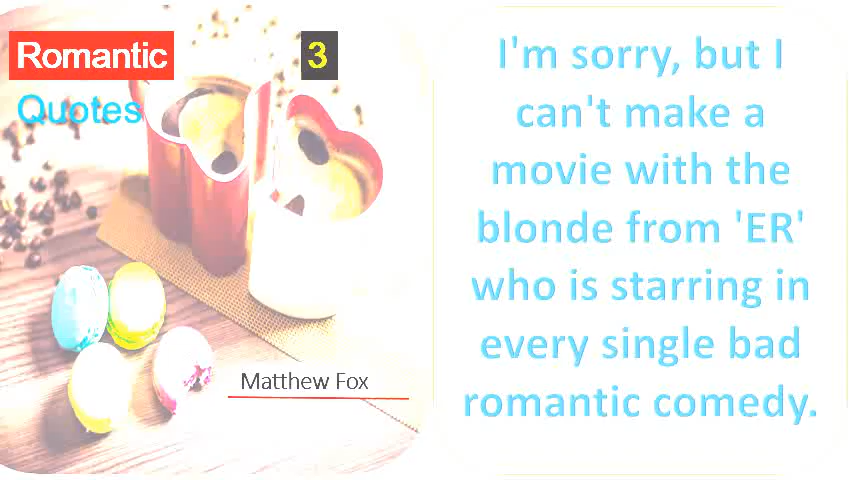 Romantic
3
Quotes
Matthew Fox
I'm sorry, but I
can't make a
movie with the
blonde from 'ER'
who is starring in
every single bad
romantic comedy.